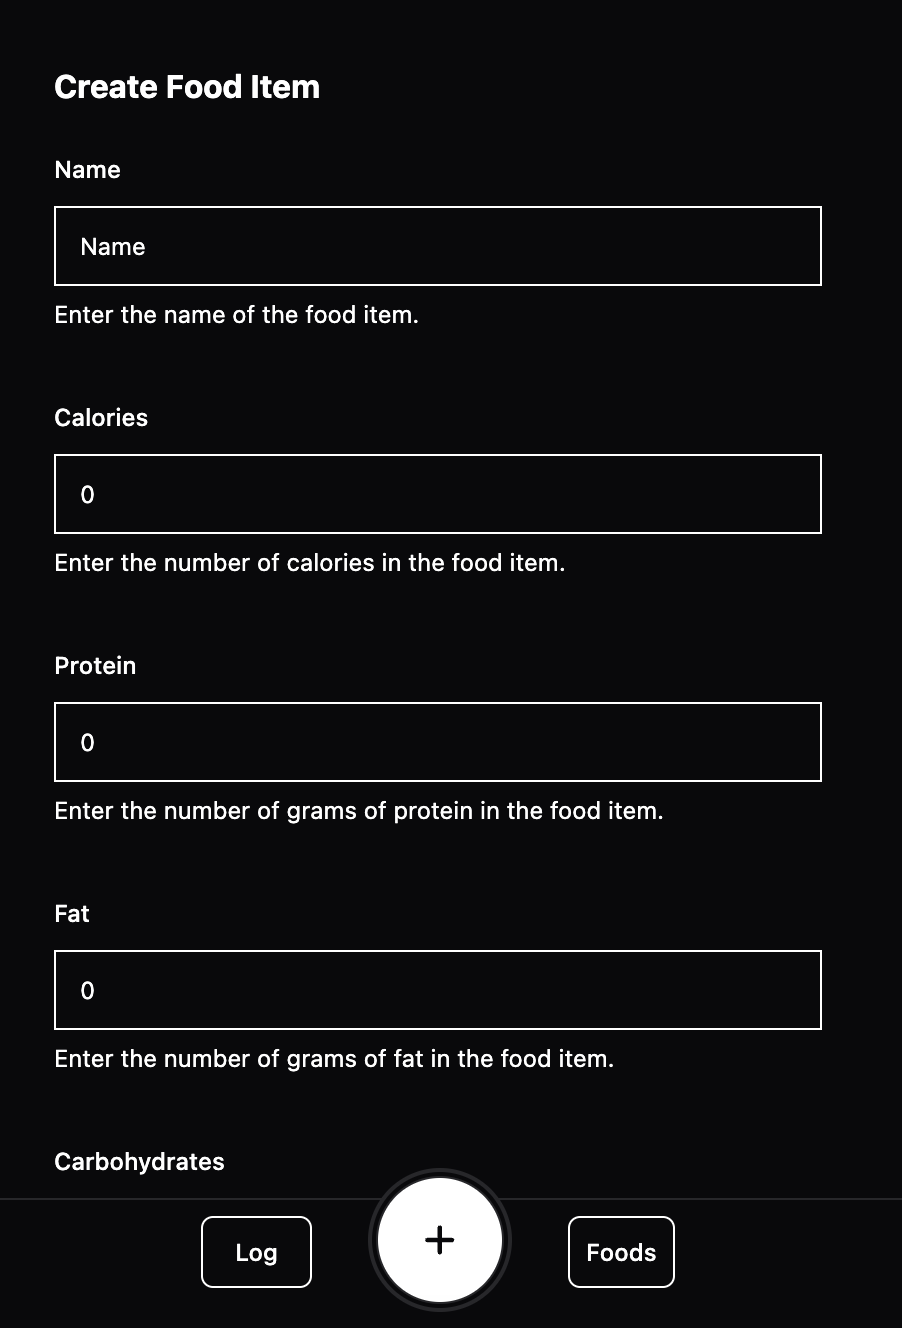 Create Food Item
Name
Name
Enter the name of the food item.
Calories
0
Enter the number of calories in the food item.
Protein
0
Enter the number of grams of protein in the food item.
Fat
0
Enter the number of grams of fat in the food item.
Carbohydrates
Log
+
Foods